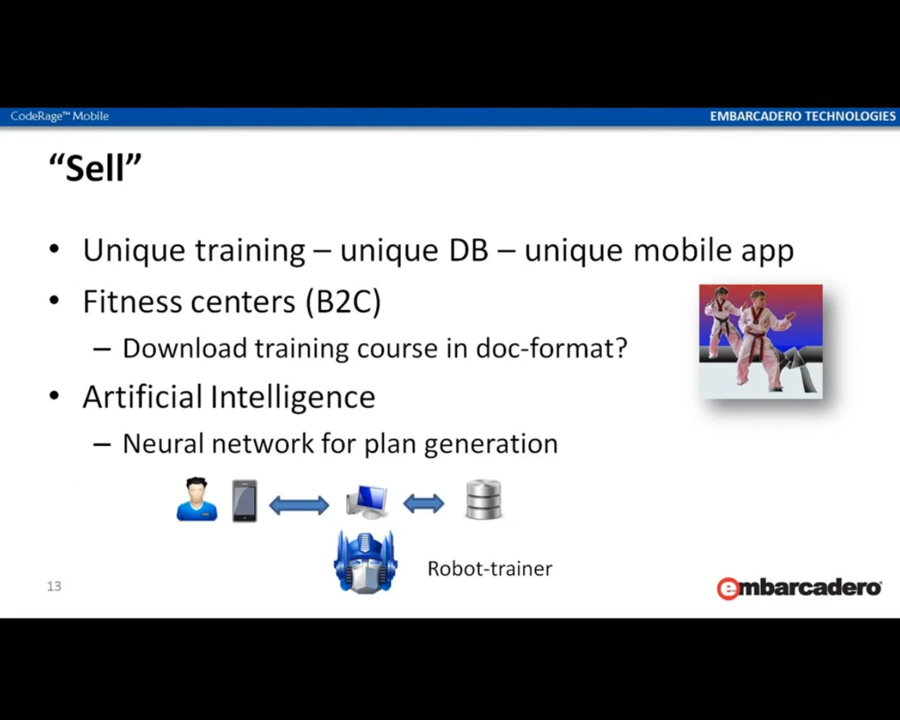 CodeRage™ Mobile
EMBARCADERO TECHNOLOGIES
“Sell”
• Unique training – unique DB – unique mobile app
• Fitness centers (B2C)
– Download training course in doc-format?
• Artificial Intelligence
– Neural network for plan generation
Robot-trainer
13
embarcadero®